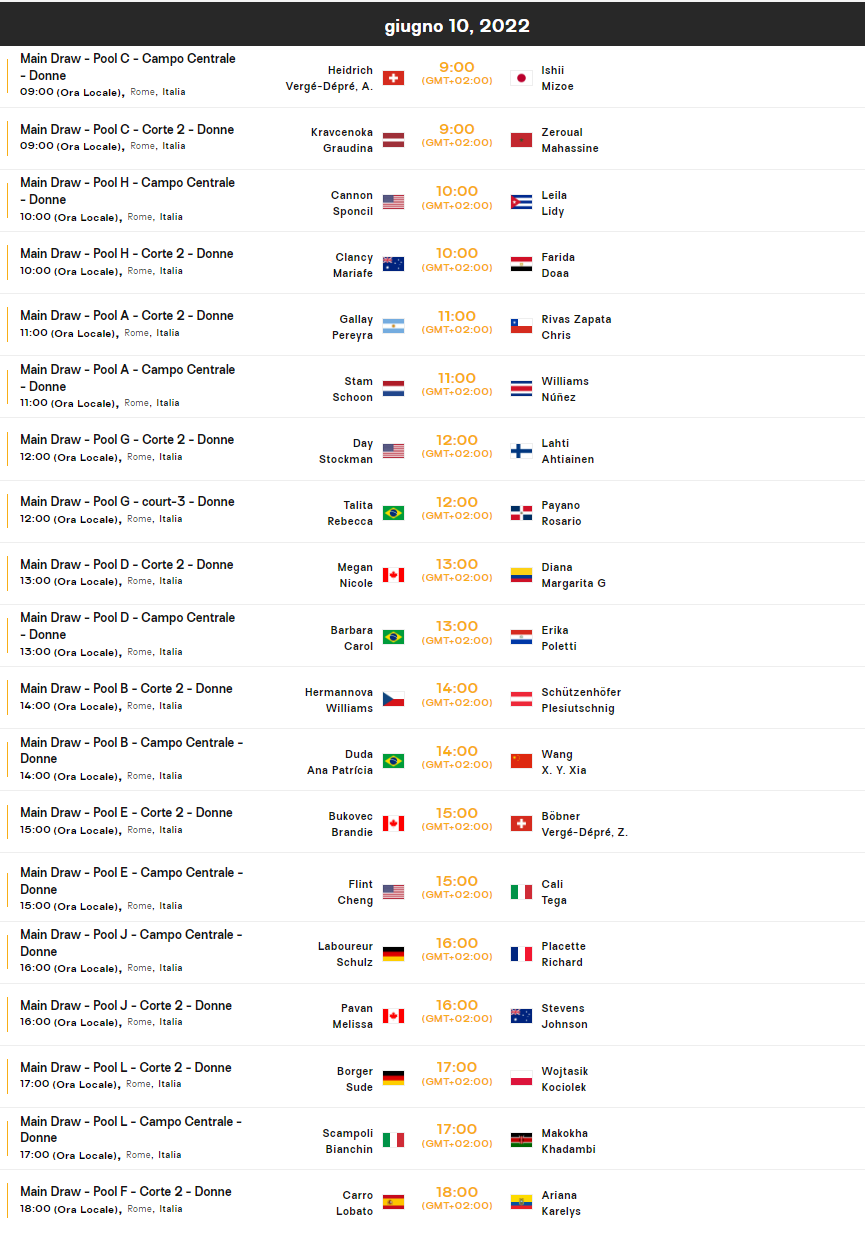 giugno 10, 2022
Main Draw - Pool C - Campo Centrale
- Donne
09:00 (Ora Locale), Rome, Italia
Heidrich
Vergé-Dépré, A.
9:00
(GMT+02:00)
Ishii
Mizoe
Main Draw - Pool C - Corte 2 - Donne
09:00 (Ora Locale), Rome, Italia
Kravcenoka
Graudina
9:00
(GMT+02:00)
Zeroual
Mahassine
Main Draw - Pool H - Campo Centrale
- Donne
10:00 (Ora Locale), Rome, Italia
Cannon
Sponcil
10:00
(GMT+02:00)
Leila
Lidy
Main Draw - Pool H - Corte 2 - Donne
10:00 (Ora Locale), Rome, Italia
Clancy
Mariafe
10:00
(GMT+02:00)
Farida
Doaa
Main Draw - Pool A - Corte 2 - Donne
11:00 (Ora Locale), Rome, Italia
Gallay
Pereyra
11:00
(GMT+02:00)
Rivas Zapata
Chris
Main Draw - Pool A - Campo Centrale
- Donne
11:00 (Ora Locale), Rome, Italia
Stam
Schoon
11:00
(GMT+02:00)
Williams
Núñez
Main Draw - Pool G - Corte 2 - Donne
12:00 (Ora Locale), Rome, Italia
Day
Stockman
12:00
(GMT+02:00)
Lahti
Ahtiainen
Main Draw - Pool G - court-3 - Donne
12:00 (Ora Locale), Rome, Italia
Talita
Rebecca
12:00
(GMT+02:00)
Payano
Rosario
Main Draw - Pool D - Corte 2 - Donne
13:00 (Ora Locale), Rome, Italia
Megan
Nicole
13:00
(GMT+02:00)
Diana
Margarita G
Main Draw - Pool D - Campo Centrale
- Donne
13:00 (Ora Locale), Rome, Italia
Barbara
Carol
13:00
(GMT+02:00)
Erika
Poletti
Main Draw - Pool B - Corte 2 - Donne
14:00 (Ora Locale), Rome, Italia
Hermannova
Williams
14:00
(GMT+02:00)
Schützenhöfer
Plesiutschnig
Main Draw - Pool B - Campo Centrale -
Donne
14:00 (Ora Locale), Rome, Italia
Duda
Ana Patrícia
14:00
(GMT+02:00)
Wang
X. Y. Xia
Main Draw - Pool E - Corte 2 - Donne
15:00 (Ora Locale), Rome, Italia
Bukovec
Brandie
15:00
(GMT+02:00)
Böbner
Vergé-Dépré, Z.
Main Draw - Pool E - Campo Centrale -
Donne
15:00 (Ora Locale), Rome, Italia
Flint
Cheng
15:00
(GMT+02:00)
Cali
Tega
Main Draw - Pool J - Campo Centrale -
Donne
16:00 (Ora Locale), Rome, Italia
Laboureur
Schulz
16:00
(GMT+02:00)
Placette
Richard
Main Draw - Pool J - Corte 2 - Donne
16:00 (Ora Locale), Rome, Italia
Pavan
Melissa
16:00
(GMT+02:00)
Stevens
Johnson
Main Draw - Pool L - Corte 2 - Donne
17:00 (Ora Locale), Rome, Italia
Borger
Sude
17:00
(GMT+02:00)
Wojtasik
Kociolek
Main Draw - Pool L - Campo Centrale -
Donne
17:00 (Ora Locale), Rome, Italia
Scampoli
Bianchin
17:00
(GMT+02:00)
Makokha
Khadambi
Main Draw - Pool F - Corte 2 - Donne
18:00 (Ora Locale), Rome, Italia
Carro
Lobato
18:00
(GMT+02:00)
Ariana
Karelys